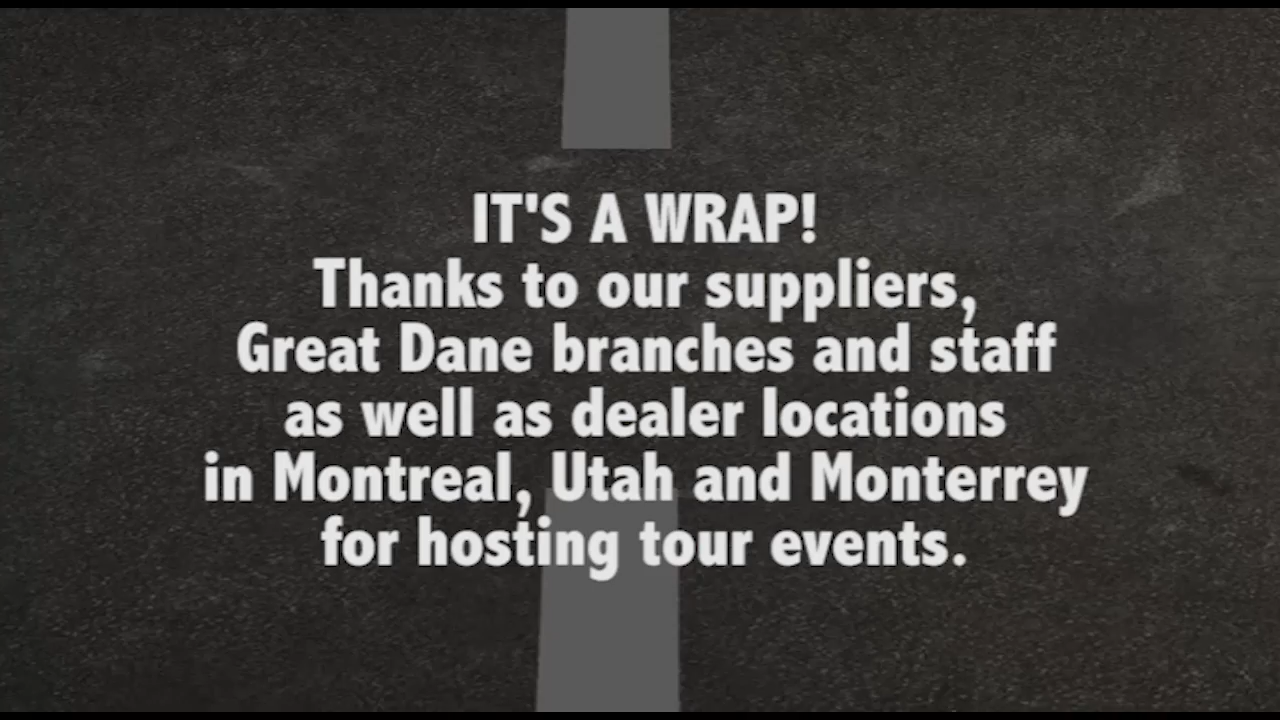 IT'S A WRAP!
Thanks to our suppliers,
Great Dane branches and staff
as well as dealer locations
in Montreal, Utah and Monterrey
for hosting tour events.